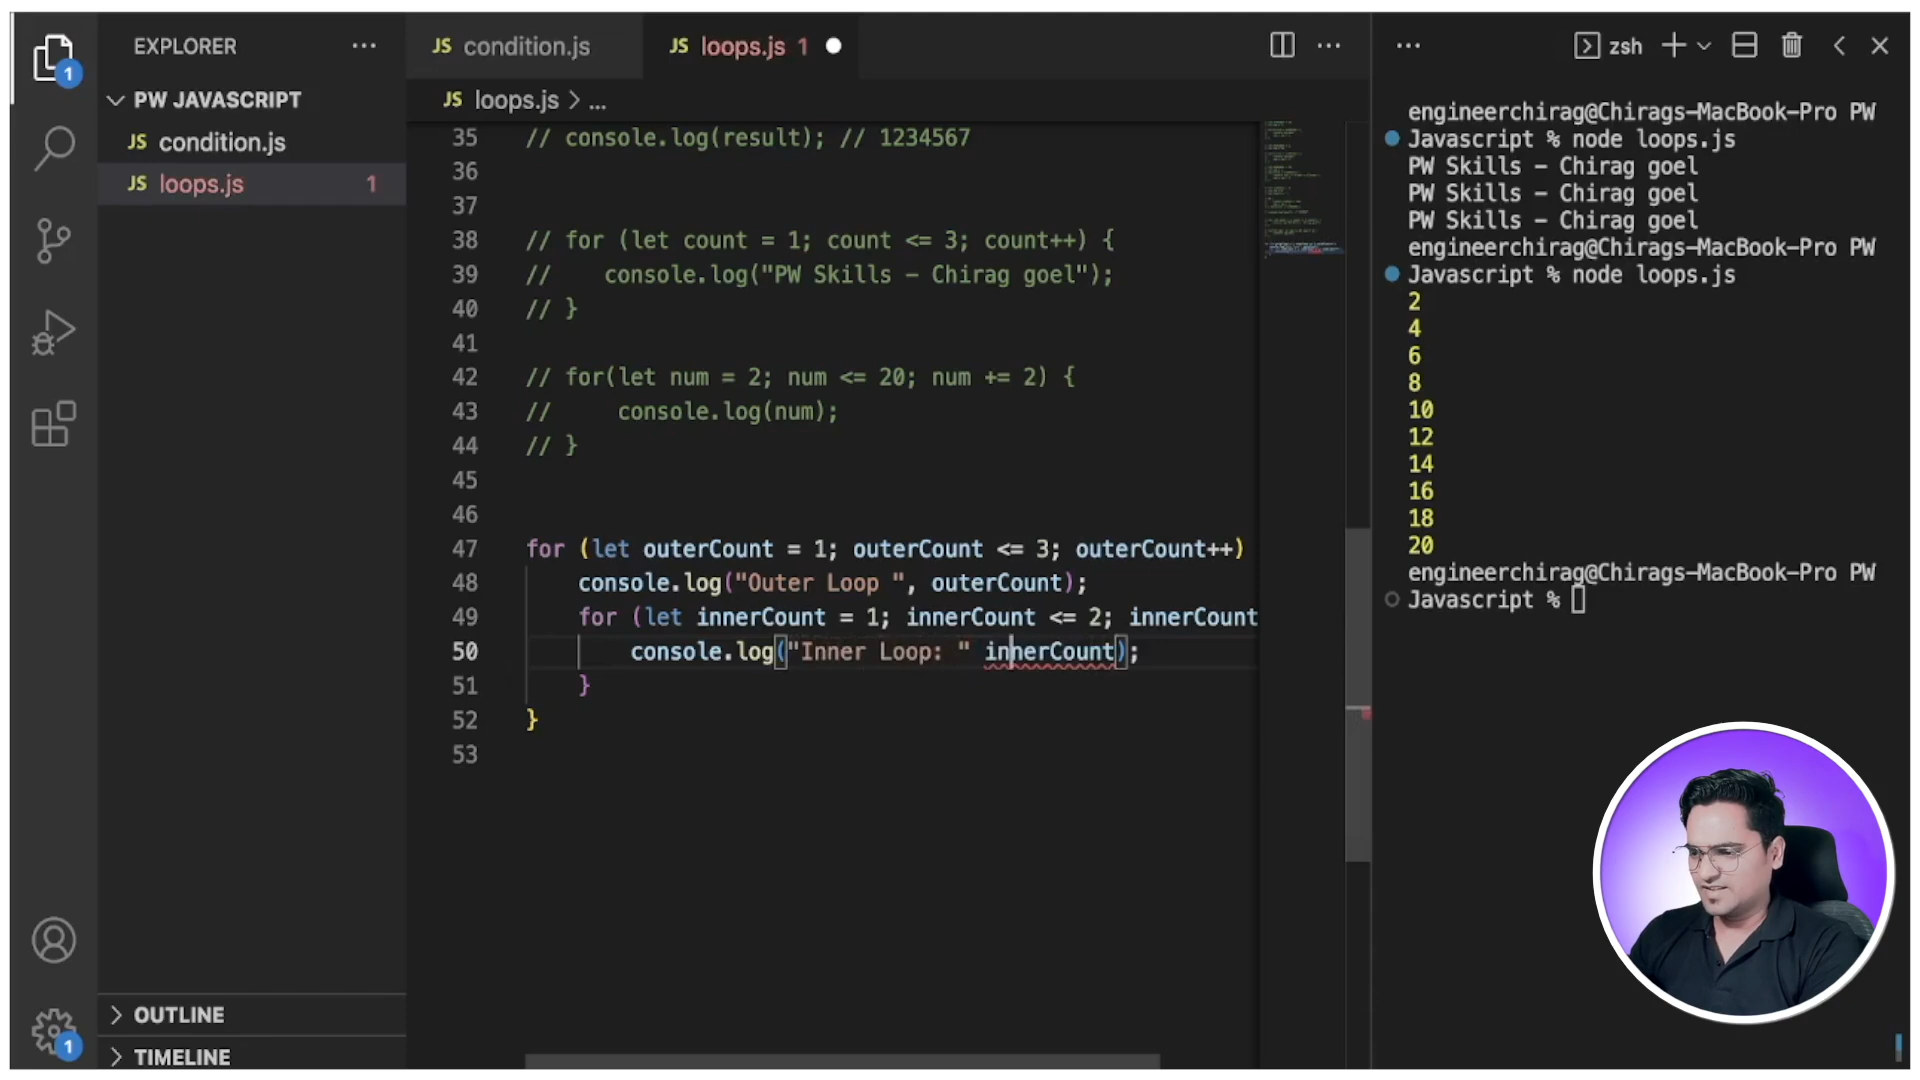 EXPLORER
PW JAVASCRIPT
JS condition.js
JS loops.js 1
OUTLINE
TIMELINE
1
1
JS condition.js
JS loops.js 1
JS loops.js > ...
35 // console.log(result); // 1234567
36
37
38 // for (let count = 1; count <= 3; count++) {
39 //    console.log("PW Skills – Chirag goel");
40 // }
41
42 // for(let num = 2; num <= 20; num += 2) {
43 //     console.log(num);
44 // }
45
46
47 for (let outerCount = 1; outerCount <= 3; outerCount++)
48     console.log("Outer Loop ", outerCount);
49     for (let innerCount = 1; innerCount <= 2; innerCount
50         console.log("Inner Loop: " innerCount);
51     }
52 }
53
zsh
engineerchirag@Chirags-MacBook-Pro PW
Javascript % node loops.js
PW Skills – Chirag goel
PW Skills – Chirag goel
PW Skills – Chirag goel
engineerchirag@Chirags-MacBook-Pro PW
Javascript % node loops.js
2
4
6
8
10
12
14
16
18
20
engineerchirag@Chirags-MacBook-Pro PW
Javascript %